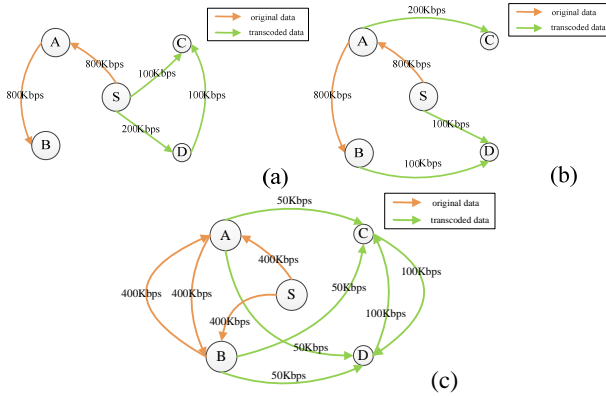 original data
transcoded data
A
C
800Kbps
100Kbps
800Kbps
S
100Kbps
200Kbps
B
D
(a)
200Kbps
original data
transcoded data
A
C
800Kbps
800Kbps
S
100Kbps
B
D
100Kbps
(b)
50Kbps
original data
transcoded data
A
C
400Kbps
S
50Kbps
100Kbps
400Kbps
400Kbps
400Kbps
100Kbps
50Kbps
B
D
50Kbps
(c)